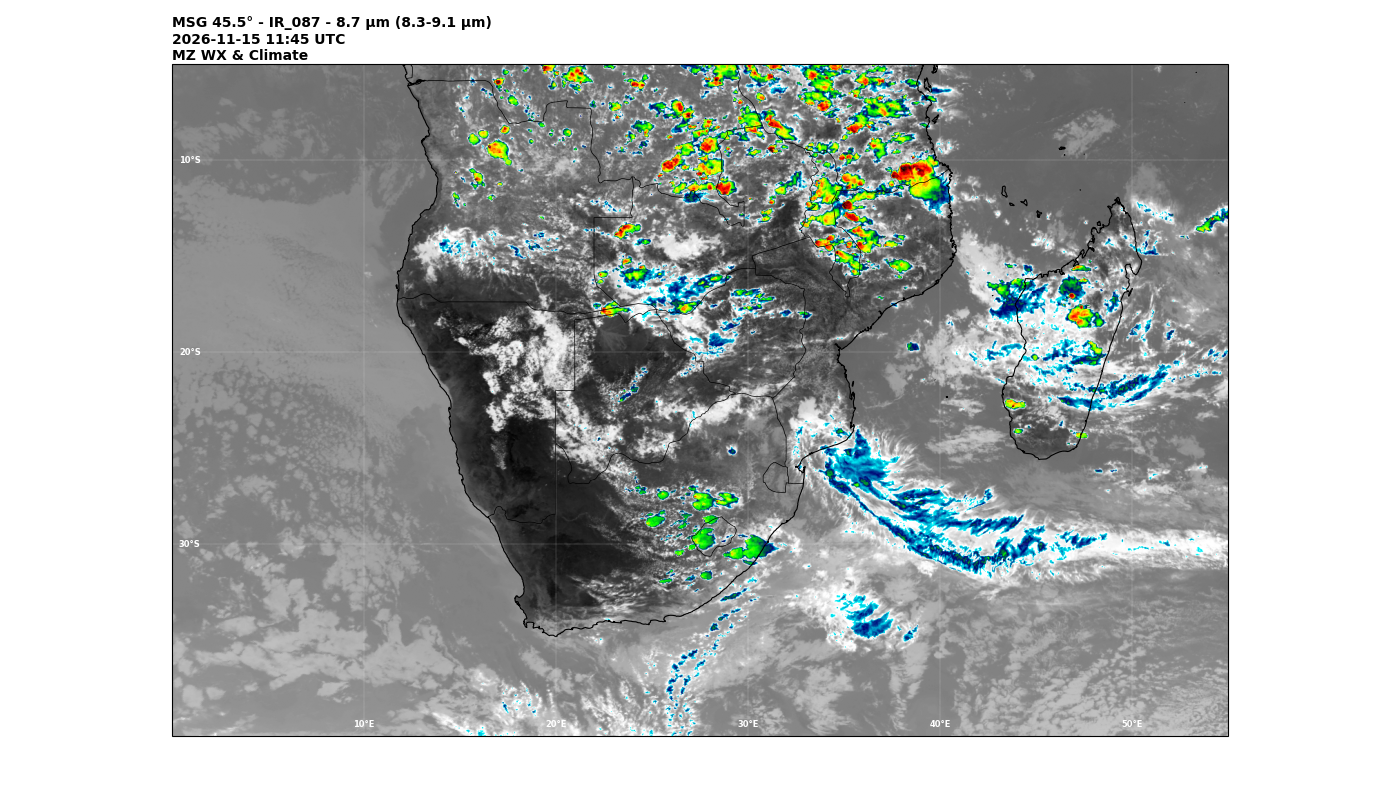 MSG 45.5° - IR_087 - 8.7 µm (8.3-9.1 µm)
2026-11-15 11:45 UTC
MZ WX & Climate
10°S
20°S
30°S
10°E 20°E 30°E 40°E 50°E